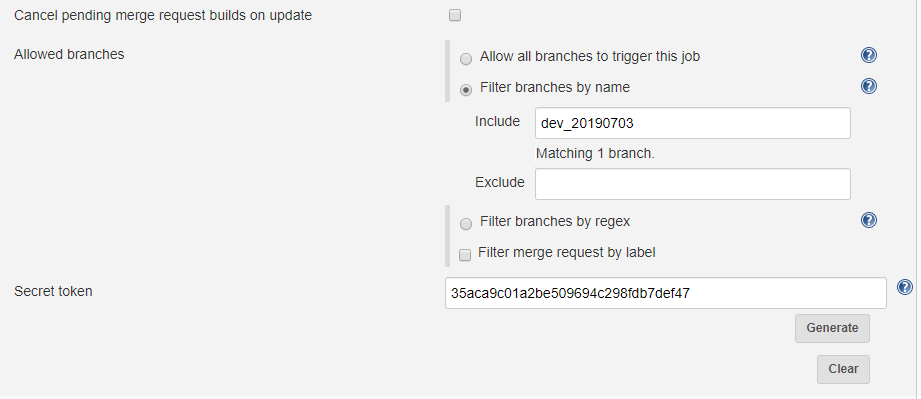 Cancel pending merge request builds on update
Allowed branches
Allow all branches to trigger this job
Filter branches by name
Include dev_20190703
Matching 1 branch.
Exclude
Filter branches by regex
Filter merge request by label
Secret token 35aca9c01a2be509694c298fdb7def47
Generate
Clear